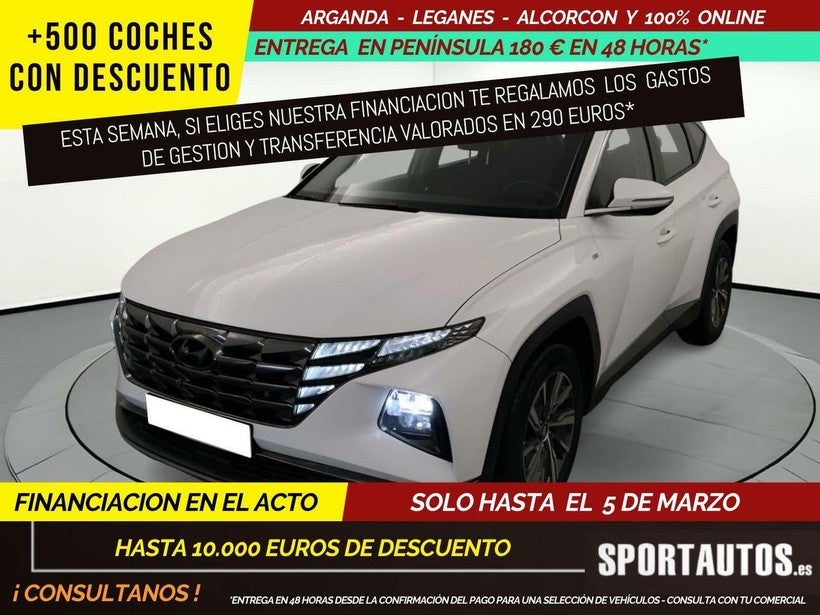 +500 COCHES
CON DESCUENTO
ARGANDA - LEGANES - ALCORCON Y 100% ONLINE
ENTREGA EN PENÍNSULA 180 € EN 48 HORAS*
ESTA SEMANA, SI ELIGES NUESTRA FINANCIACION TE REGALAMOS LOS GASTOS
DE GESTION Y TRANSFERENCIA VALORADOS EN 290 EUROS*
FINANCIACION EN EL ACTO
SOLO HASTA EL 5 DE MARZO
HASTA 10.000 EUROS DE DESCUENTO
SPORTAUTOS.es
¡ CONSULTANOS !
*ENTREGA EN 48 HORAS DESDE LA CONFIRMACIÓN DEL PAGO PARA UNA SELECCIÓN DE VEHÍCULOS - CONSULTA CON TU COMERCIAL